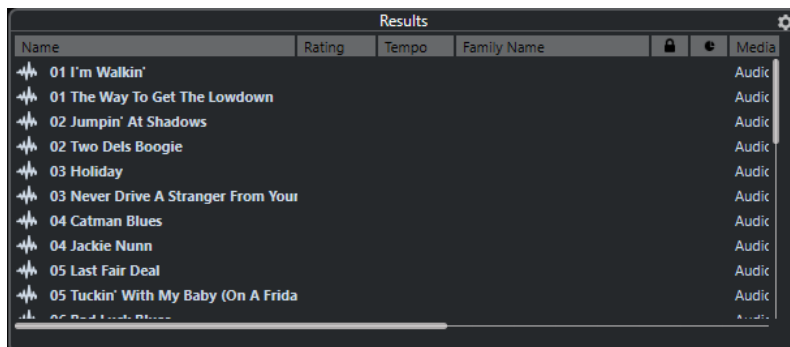 Results
Name Rating Tempo Family Name Media
01 I'm Walkin' Audic
01 The Way To Get The Lowdown Audic
02 Jumpin' At Shadows Audic
02 Two Dels Boogie Audic
03 Holiday Audic
03 Never Drive A Stranger From Your Audic
04 Catman Blues Audic
04 Jackie Nunn Audic
05 Last Fair Deal Audic
05 Tuckin' With My Baby (On A Frida Audic